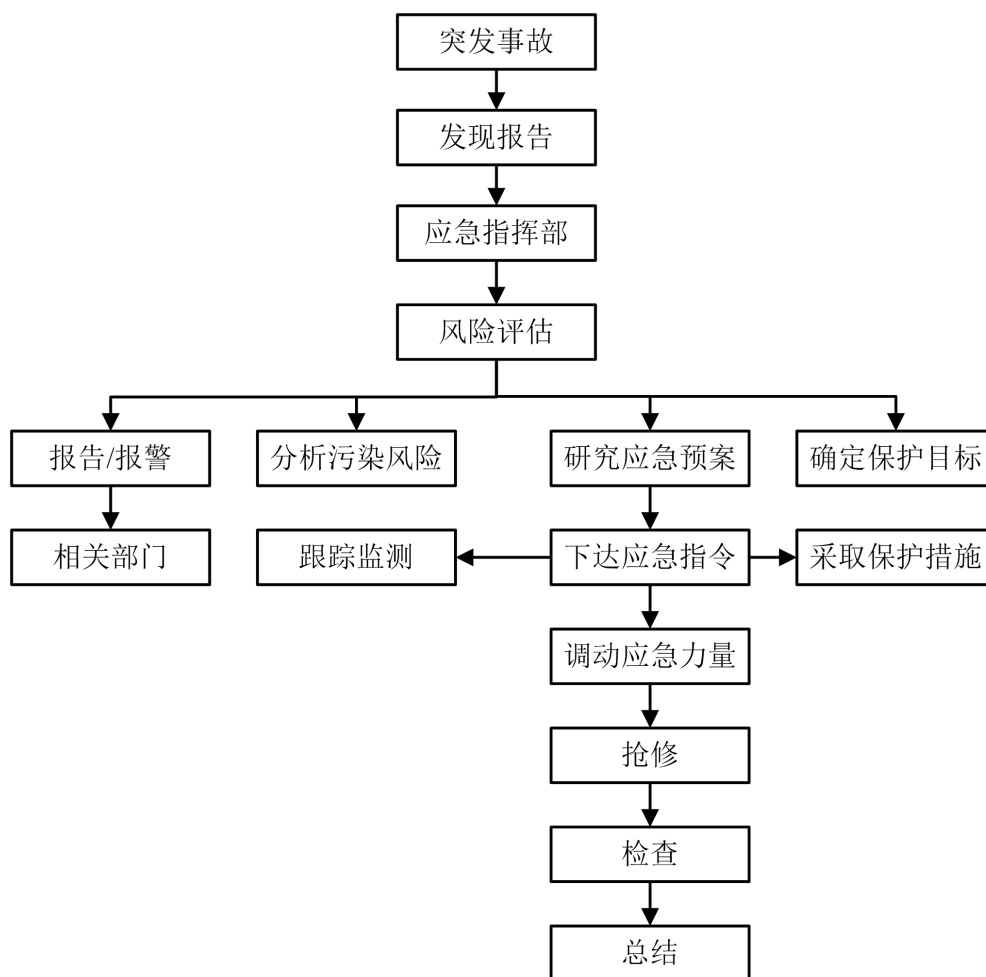 突发事故
发现报告
应急指挥部
风险评估
报告/报警
分析污染风险
研究应急预案
确定保护目标
相关部门
跟踪监测
下达应急指令
采取保护措施
调动应急力量
抢修
检查
总结